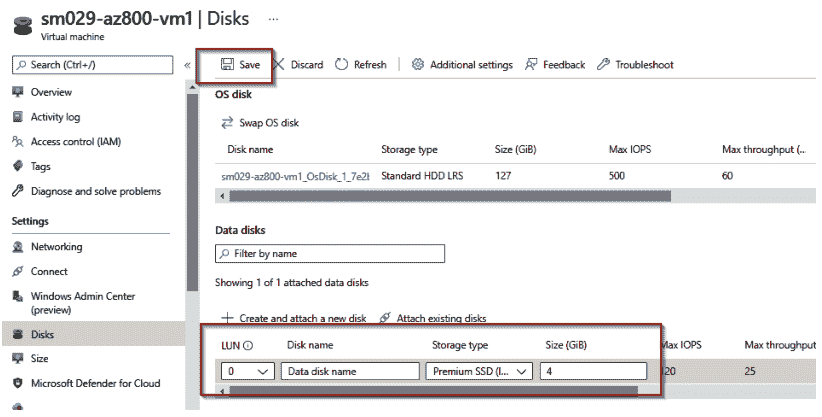 sm029-az800-vm1 | Disks ...
Virtual machine
Search (Ctrl+/)
«
Overview
Activity log
Access control (IAM)
Tags
Diagnose and solve problems
Settings
Networking
Connect
Windows Admin Center
(preview)
Disks
Size
Microsoft Defender for Cloud
Save Discard Refresh Additional settings Feedback Troubleshoot
OS disk
Swap OS disk
Disk name Storage type Size (GiB) Max IOPS Max throughput (...
sm029-az800-vm1_OsDisk_1_7e2b Standard HDD LRS 127 500 60
Data disks
Filter by name
Showing 1 of 1 attached data disks
Create and attach a new disk Attach existing disks
LUN Disk name Storage type Size (GiB) Max IOPS Max throughput
0 Data disk name Premium SSD (l... 4 120 25